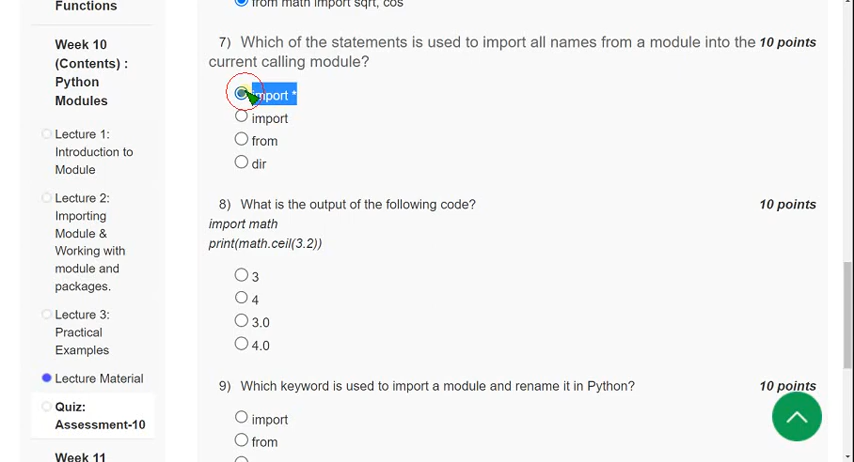 Functions
Week 10
(Contents) :
Python
Modules
Lecture 1:
Introduction to
Module
Lecture 2:
Importing
Module &
Working with
module and
packages.
Lecture 3:
Practical
Examples
Lecture Material
Quiz:
Assessment-10
Week 11
from math import sqrt, cos
7) Which of the statements is used to import all names from a module into the 10 points
current calling module?
import *
import
from
dir
8) What is the output of the following code? 10 points
import math
print(math.ceil(3.2))
3
4
3.0
4.0
9) Which keyword is used to import a module and rename it in Python? 10 points
import
from